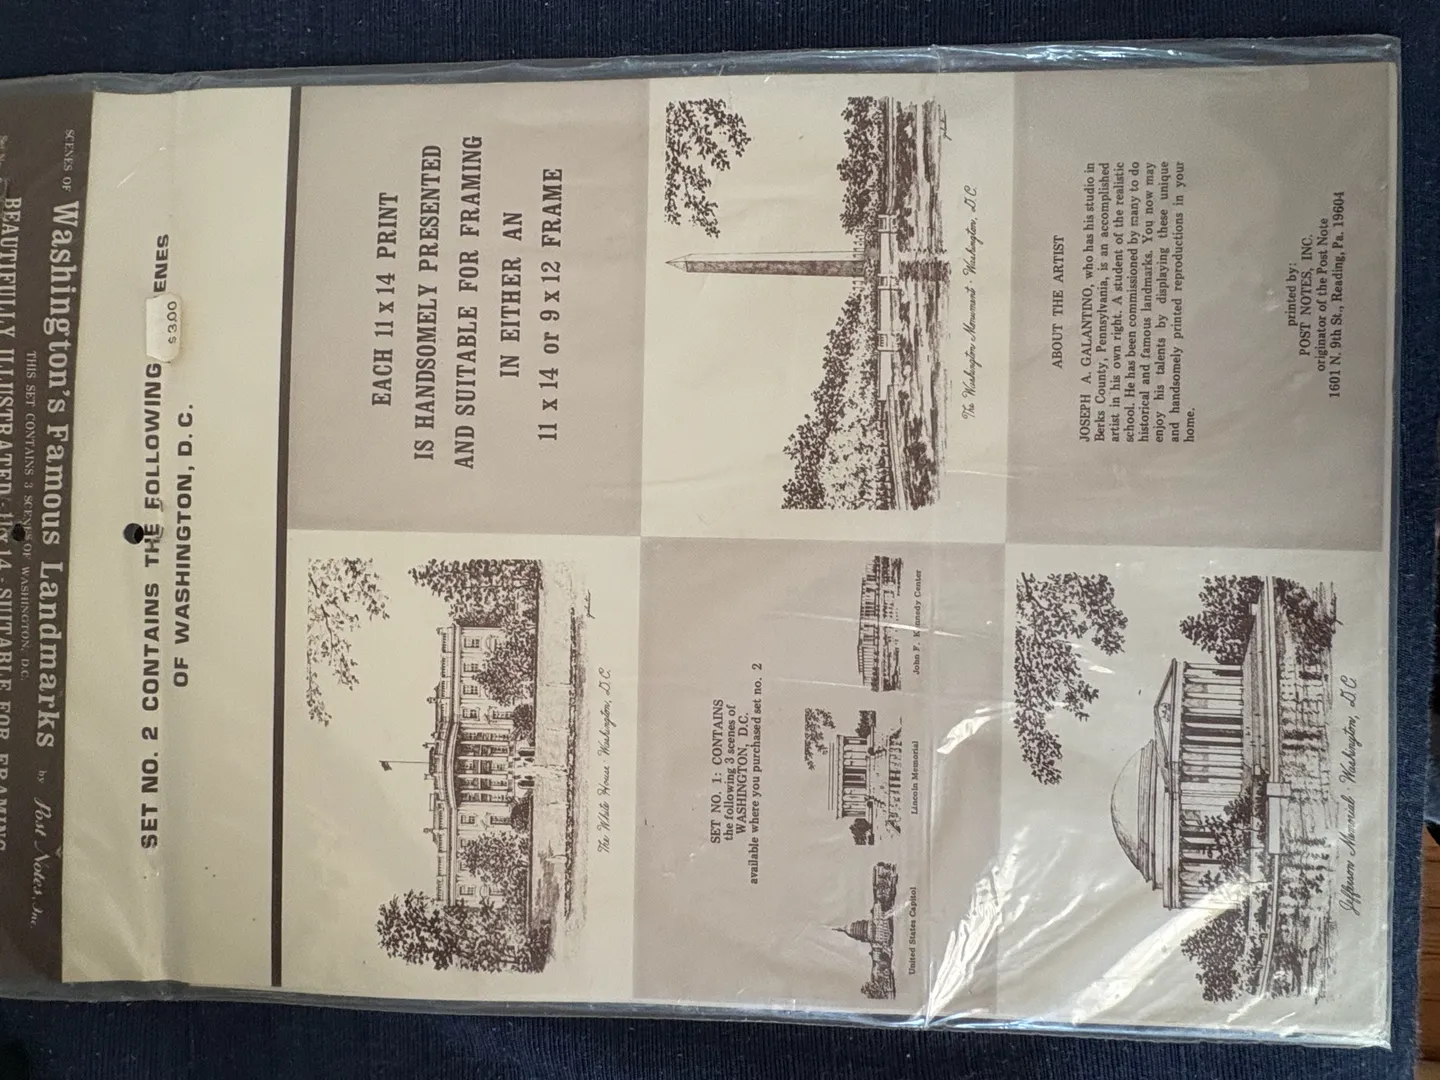 SCENES OF Washington's Famous Landmarks by Post Notes, Inc.
THIS SET CONTAINS 3 SCENES OF WASHINGTON, D.C.
BEAUTIFULLY ILLUSTRATED · 11 x 14 · SUITABLE FOR FRAMING
SET NO. 2 CONTAINS THE FOLLOWING ENES
OF WASHINGTON, D. C.
$3.00
The White House · Washington, D.C.
EACH 11 x 14 PRINT
IS HANDSOMELY PRESENTED
AND SUITABLE FOR FRAMING
IN EITHER AN
11 x 14 or 9 x 12 FRAME
SET NO. 1: CONTAINS
the following 3 scenes of
WASHINGTON, D.C.
available where you purchased set no. 2
United States Capitol
Lincoln Memorial
John F. Kennedy Center
The Washington Monument · Washington, D.C.
Jefferson Memorial · Washington, D.C.
ABOUT THE ARTIST
JOSEPH A. GALANTINO, who has his studio in
Berks County, Pennsylvania, is an accomplished
artist in his own right. A student of the realistic
school. He has been commissioned by many to do
historical and famous landmarks. You now may
enjoy his talents by displaying these unique
and handsomely printed reproductions in your
home.
printed by:
POST NOTES, INC.
originator of the Post Note
1601 N. 9th St., Reading, Pa. 19604